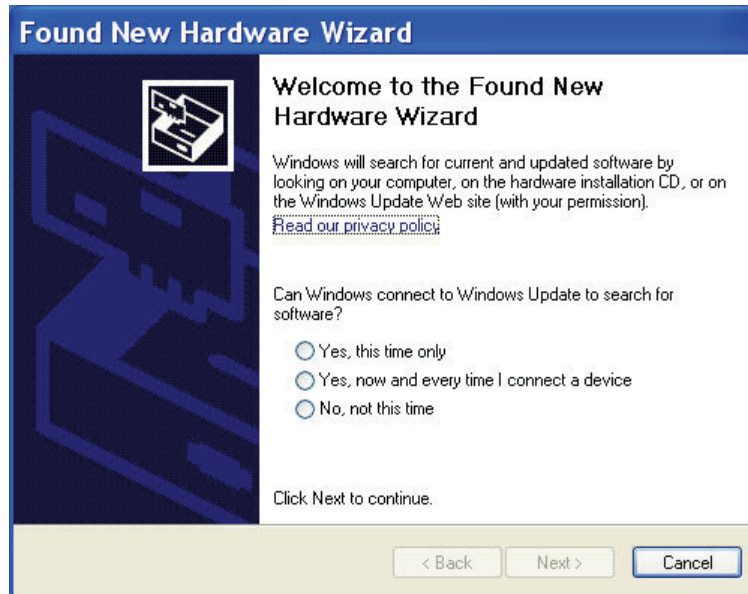 Found New Hardware Wizard
Welcome to the Found New
Hardware Wizard
Windows will search for current and updated software by
looking on your computer, on the hardware installation CD, or on
the Windows Update Web site (with your permission).
Read our privacy policy
Can Windows connect to Windows Update to search for
software?
Yes, this time only
Yes, now and every time I connect a device
No, not this time
Click Next to continue.
< Back Next > Cancel